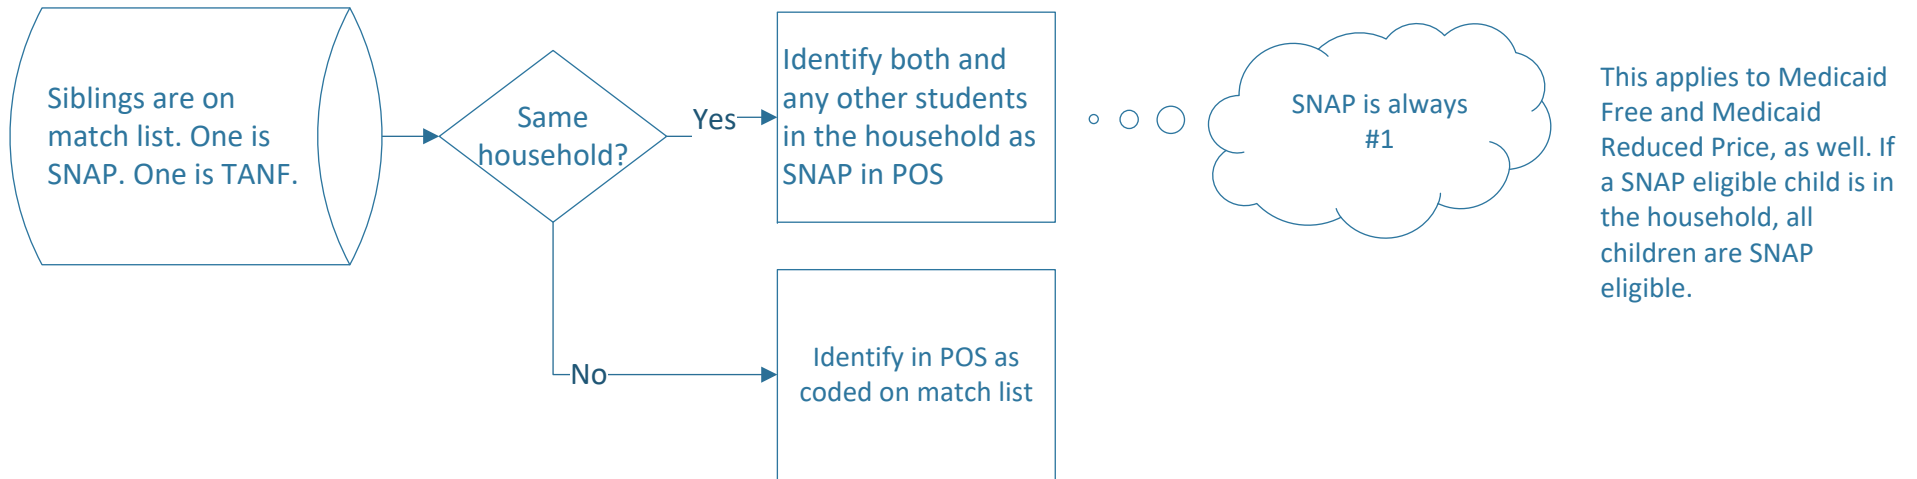 Siblings are on
match list. One is
SNAP. One is TANF.
Same
household?
Yes
Identify both and
any other students
in the household as
SNAP in POS
SNAP is always
#1
This applies to Medicaid
Free and Medicaid
Reduced Price, as well. If
a SNAP eligible child is in
the household, all
children are SNAP
eligible.
No
Identify in POS as
coded on match list